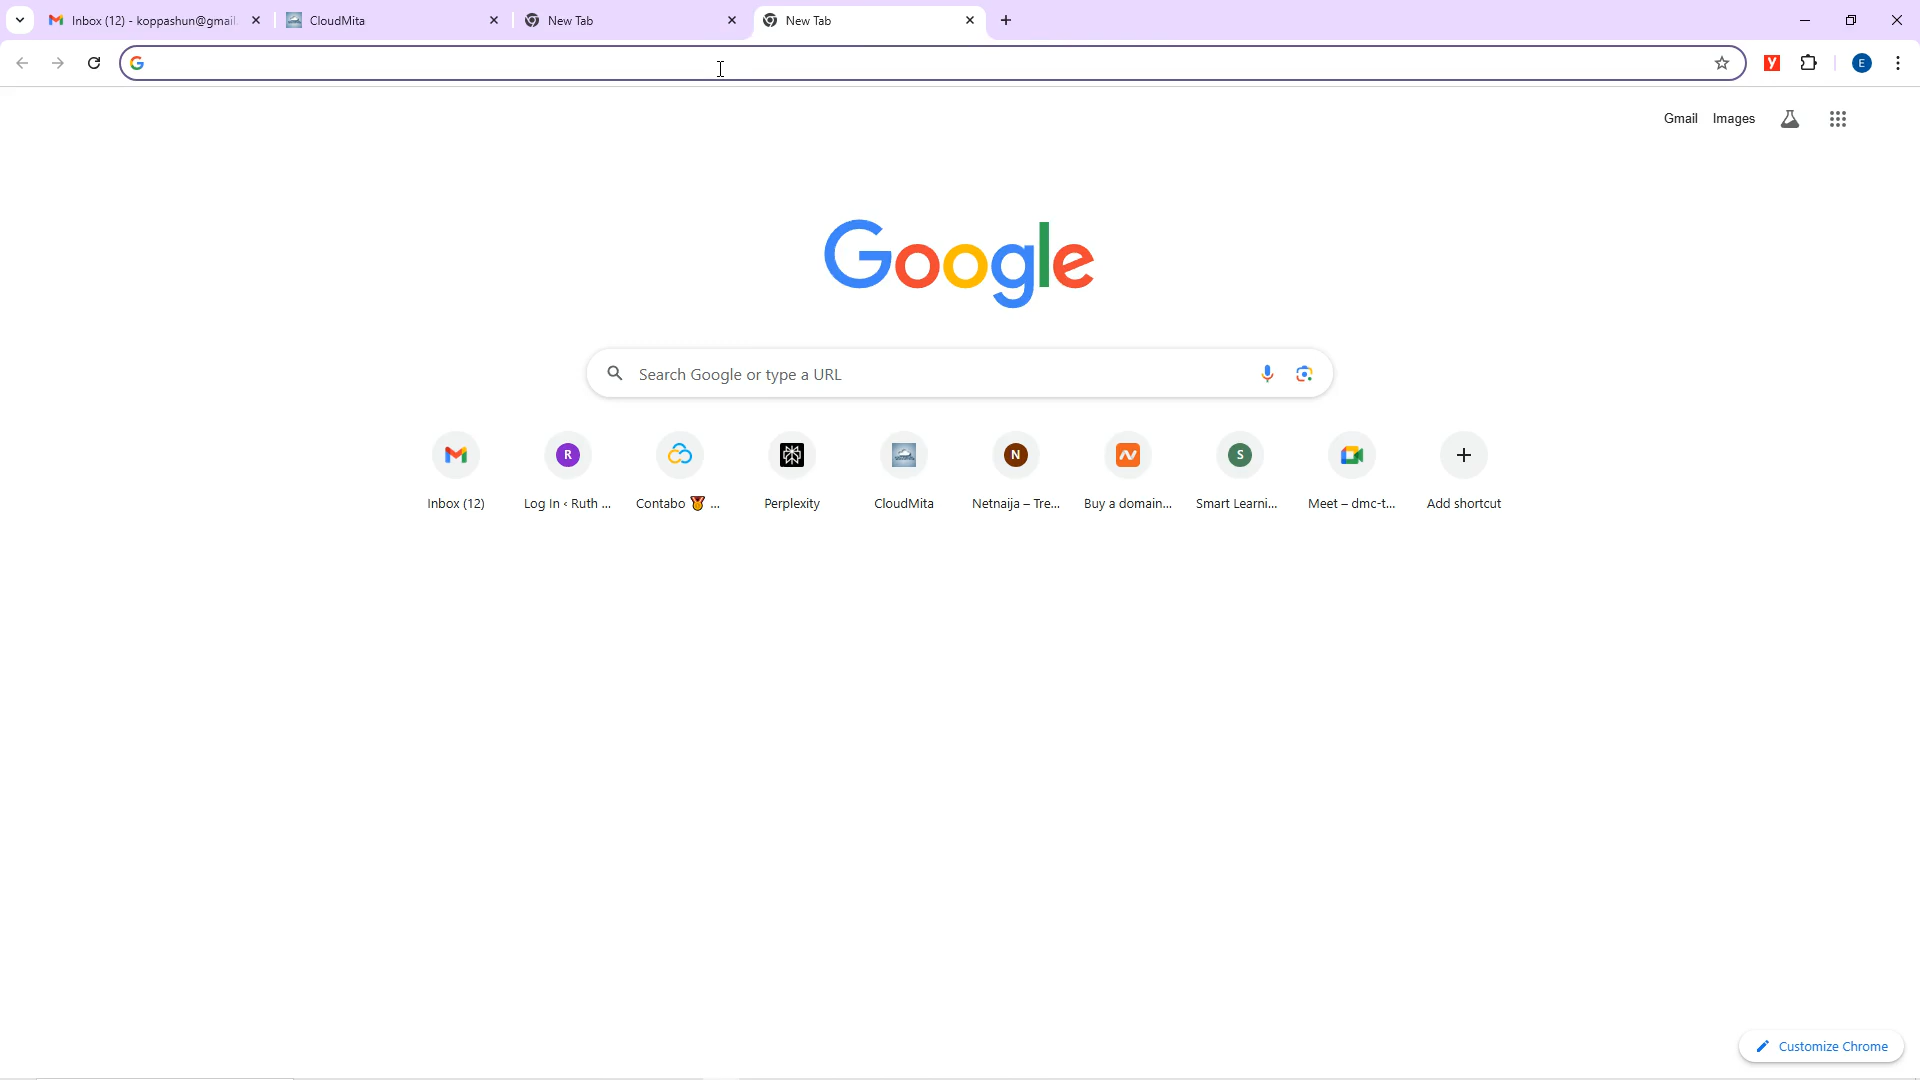 Inbox (12) - koppashun@gmail.
CloudMita
New Tab
New Tab
E
Gmail
Images
Google
Search Google or type a URL
R
N
S
Inbox (12)
Log In ‹ Ruth ...
Contabo 🏅 ...
Perplexity
CloudMita
Netnaija – Tre...
Buy a domain...
Smart Learni...
Meet – dmc-t...
Add shortcut
Customize Chrome